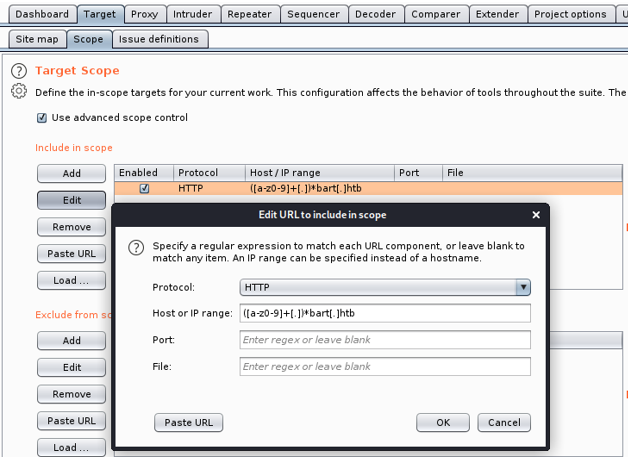 Dashboard Target Proxy Intruder Repeater Sequencer Decoder Comparer Extender Project options U
Site map Scope Issue definitions
? Target Scope
Define the in-scope targets for your current work. This configuration affects the behavior of tools throughout the suite. The
Use advanced scope control
Include in scope
Add
Edit
Remove
Paste URL
Load ...
Enabled Protocol Host / IP range Port File
HTTP ([a-z0-9]+[.])*bart[.]htb
Edit URL to include in scope ×
? Specify a regular expression to match each URL component, or leave blank to
match any item. An IP range can be specified instead of a hostname.
Protocol: HTTP
Host or IP range: ([a-z0-9]+[.])*bart[.]htb
Port: Enter regex or leave blank
File: Enter regex or leave blank
Paste URL OK Cancel
Exclude from sc
Add
Edit
Remove
Paste URL
Load ...